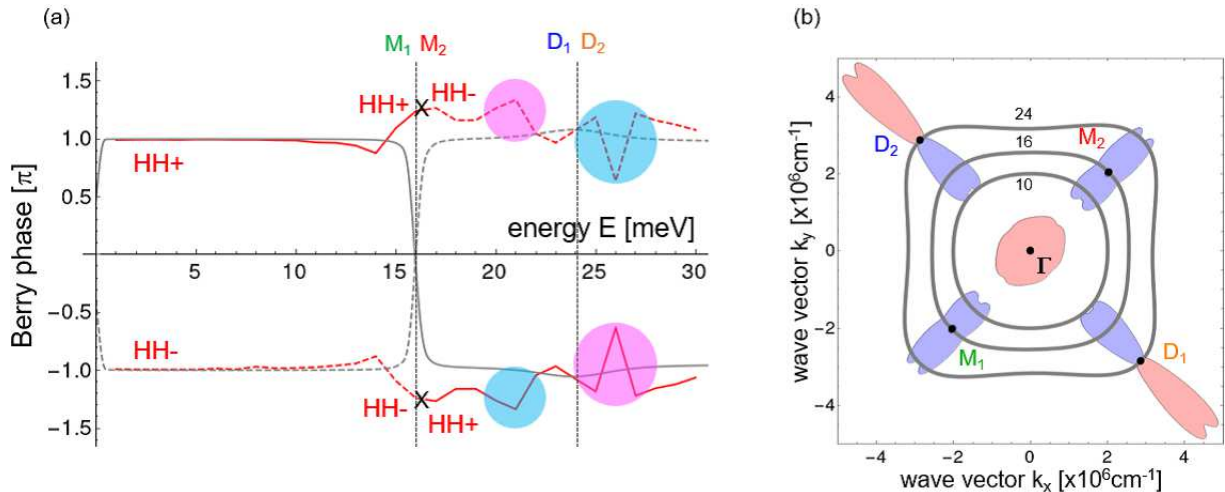 (a)
M1 M2
D1 D2
1.5
1.0
0.5
-0.5
-1.0
-1.5
Berry phase [π]
HH+
HH+
HH-
energy E [meV]
5 10 15 20 25 30
HH-
HH-
HH+
(b)
4
2
0
-2
-4
wave vector ky [x10⁶cm⁻¹]
24
16
10
D2
M2
Γ
M1
D1
-4 -2 0 2 4
wave vector kx [x10⁶cm⁻¹]